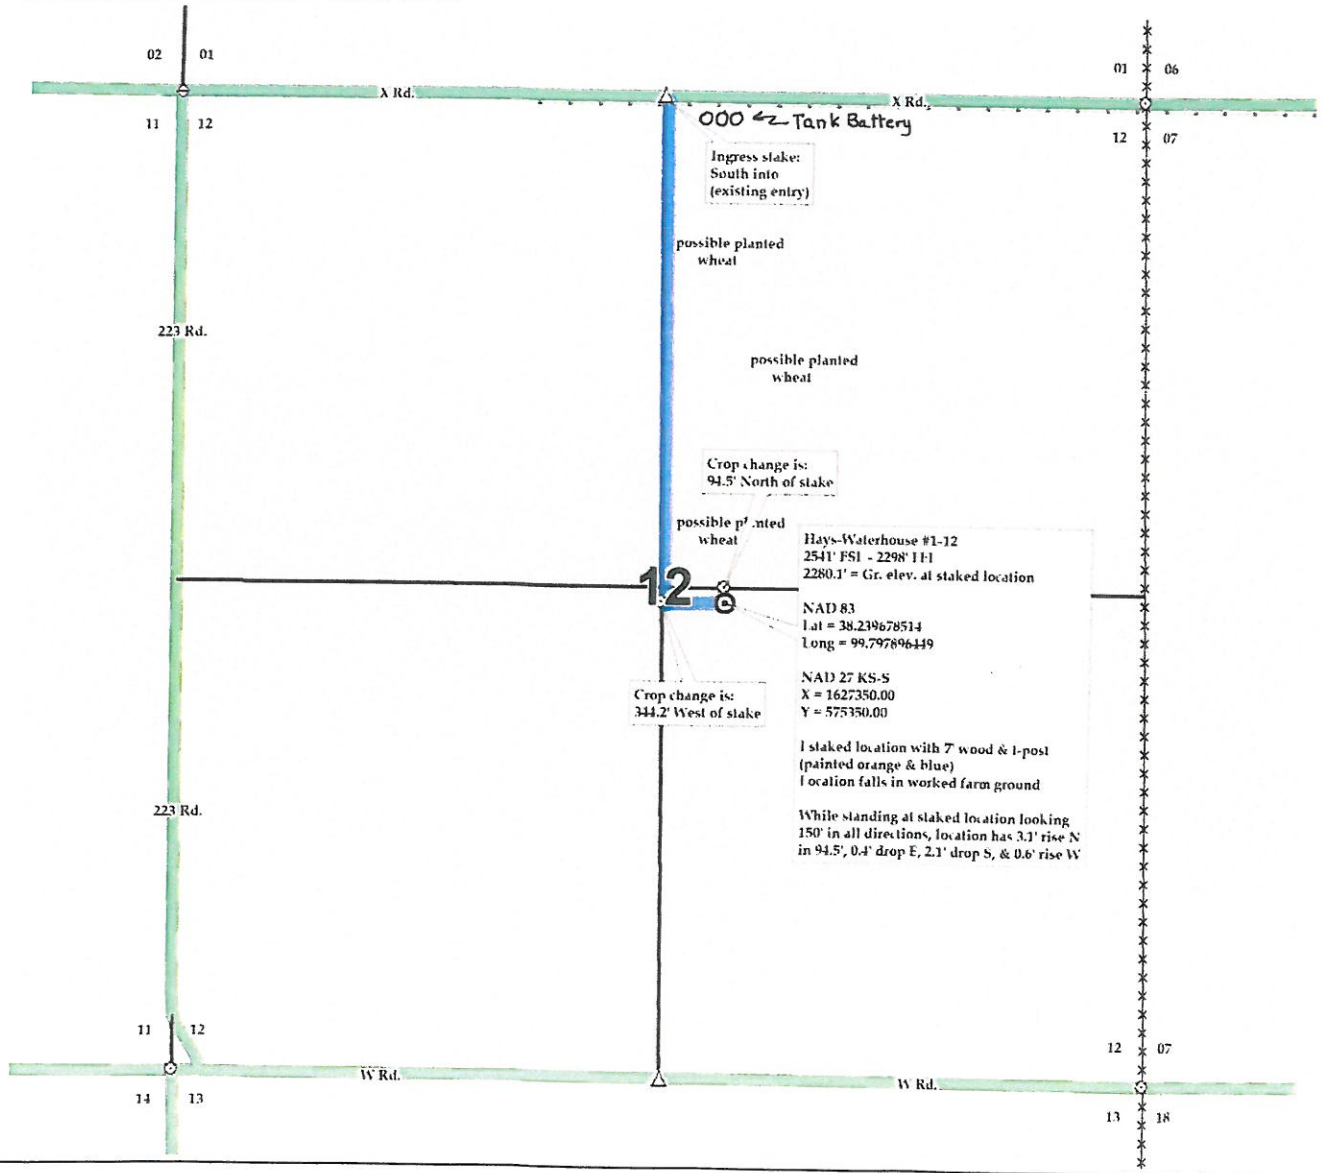 02 01
01 06
X Rd.
X Rd.
11 12
12 07
000 ← Tank Battery
Ingress stake:
South into
(existing entry)
possible planted
wheat
223 Rd.
possible planted
wheat
Crop change is:
94.5' North of stake
possible planted
wheat
12
Hays-Waterhouse #1-12
2541' FSL - 2298' FEL
2280.1' = Gr. elev. at staked location
NAD 83
Lat = 38.239678514
Long = 99.797896449
NAD 27 KS-S
X = 1627350.00
Y = 575350.00
I staked location with 7' wood & t-post
(painted orange & blue)
Location falls in worked farm ground
While standing at staked location looking
150' in all directions, location has 3.1' rise N
in 94.5', 0.4' drop E, 2.1' drop S, & 0.6' rise W
Crop change is:
344.2' West of stake
223 Rd.
11 12
12 07
W Rd.
W Rd.
14 13
13 18